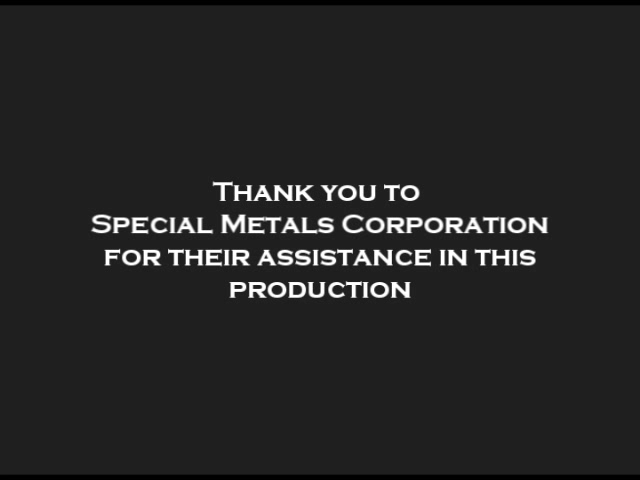 Thank you to
Special Metals Corporation
for their assistance in this
production